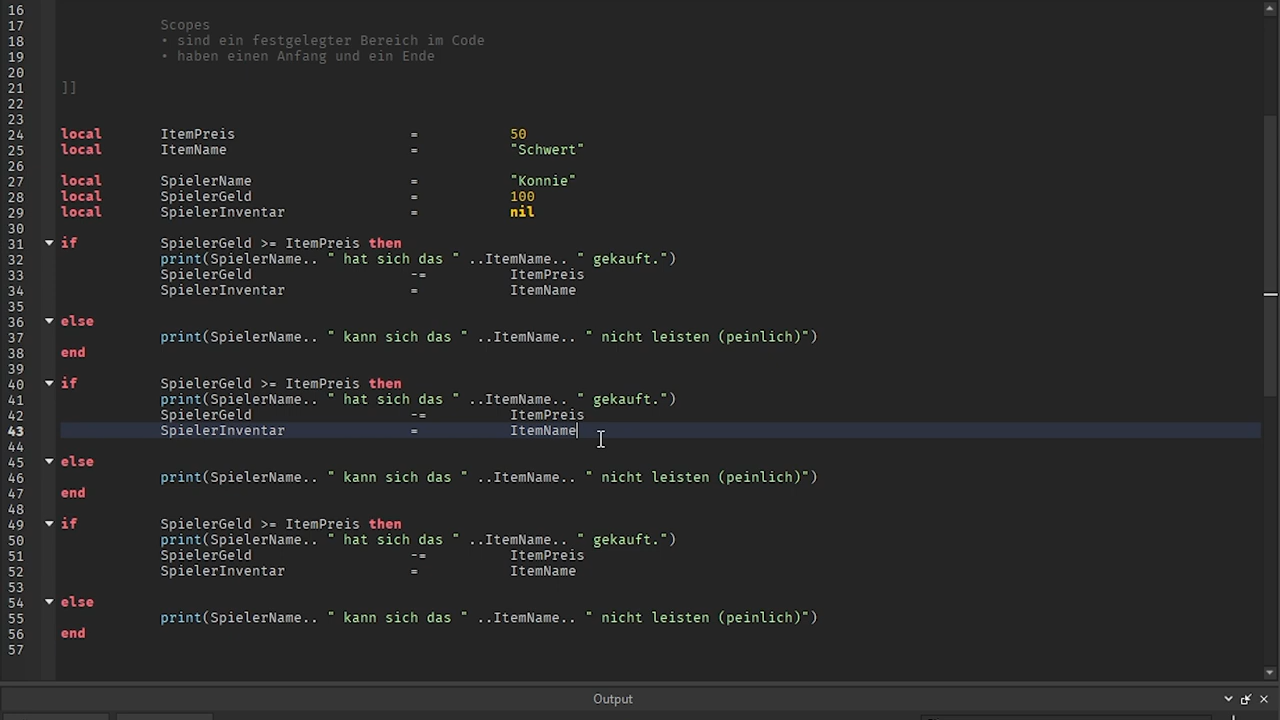 16
17 Scopes
18 • sind ein festgelegter Bereich im Code
19 • haben einen Anfang und ein Ende
20
21 ]]
22
23
24 local ItemPreis = 50
25 local ItemName = "Schwert"
26
27 local SpielerName = "Konnie"
28 local SpielerGeld = 100
29 local SpielerInventar = nil
30
31 if SpielerGeld >= ItemPreis then
32 print(SpielerName.. " hat sich das " ..ItemName.. " gekauft.")
33 SpielerGeld -= ItemPreis
34 SpielerInventar = ItemName
35
36 else
37 print(SpielerName.. " kann sich das " ..ItemName.. " nicht leisten (peinlich)")
38 end
39
40 if SpielerGeld >= ItemPreis then
41 print(SpielerName.. " hat sich das " ..ItemName.. " gekauft.")
42 SpielerGeld -= ItemPreis
43 SpielerInventar = ItemName
44
45 else
46 print(SpielerName.. " kann sich das " ..ItemName.. " nicht leisten (peinlich)")
47 end
48
49 if SpielerGeld >= ItemPreis then
50 print(SpielerName.. " hat sich das " ..ItemName.. " gekauft.")
51 SpielerGeld -= ItemPreis
52 SpielerInventar = ItemName
53
54 else
55 print(SpielerName.. " kann sich das " ..ItemName.. " nicht leisten (peinlich)")
56 end
57
Output